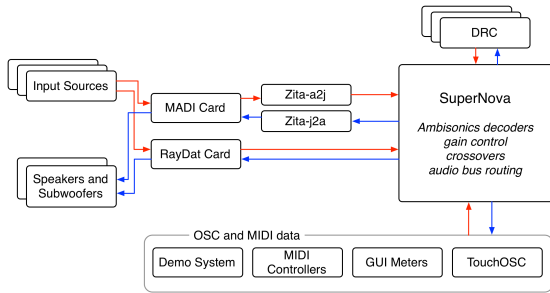 DRC
Input Sources
MADI Card
Zita-a2j
Zita-j2a
RayDat Card
SuperNova
Ambisonics decoders
gain control
crossovers
audio bus routing
Speakers and
Subwoofers
OSC and MIDI data
Demo System
MIDI
Controllers
GUI Meters
TouchOSC